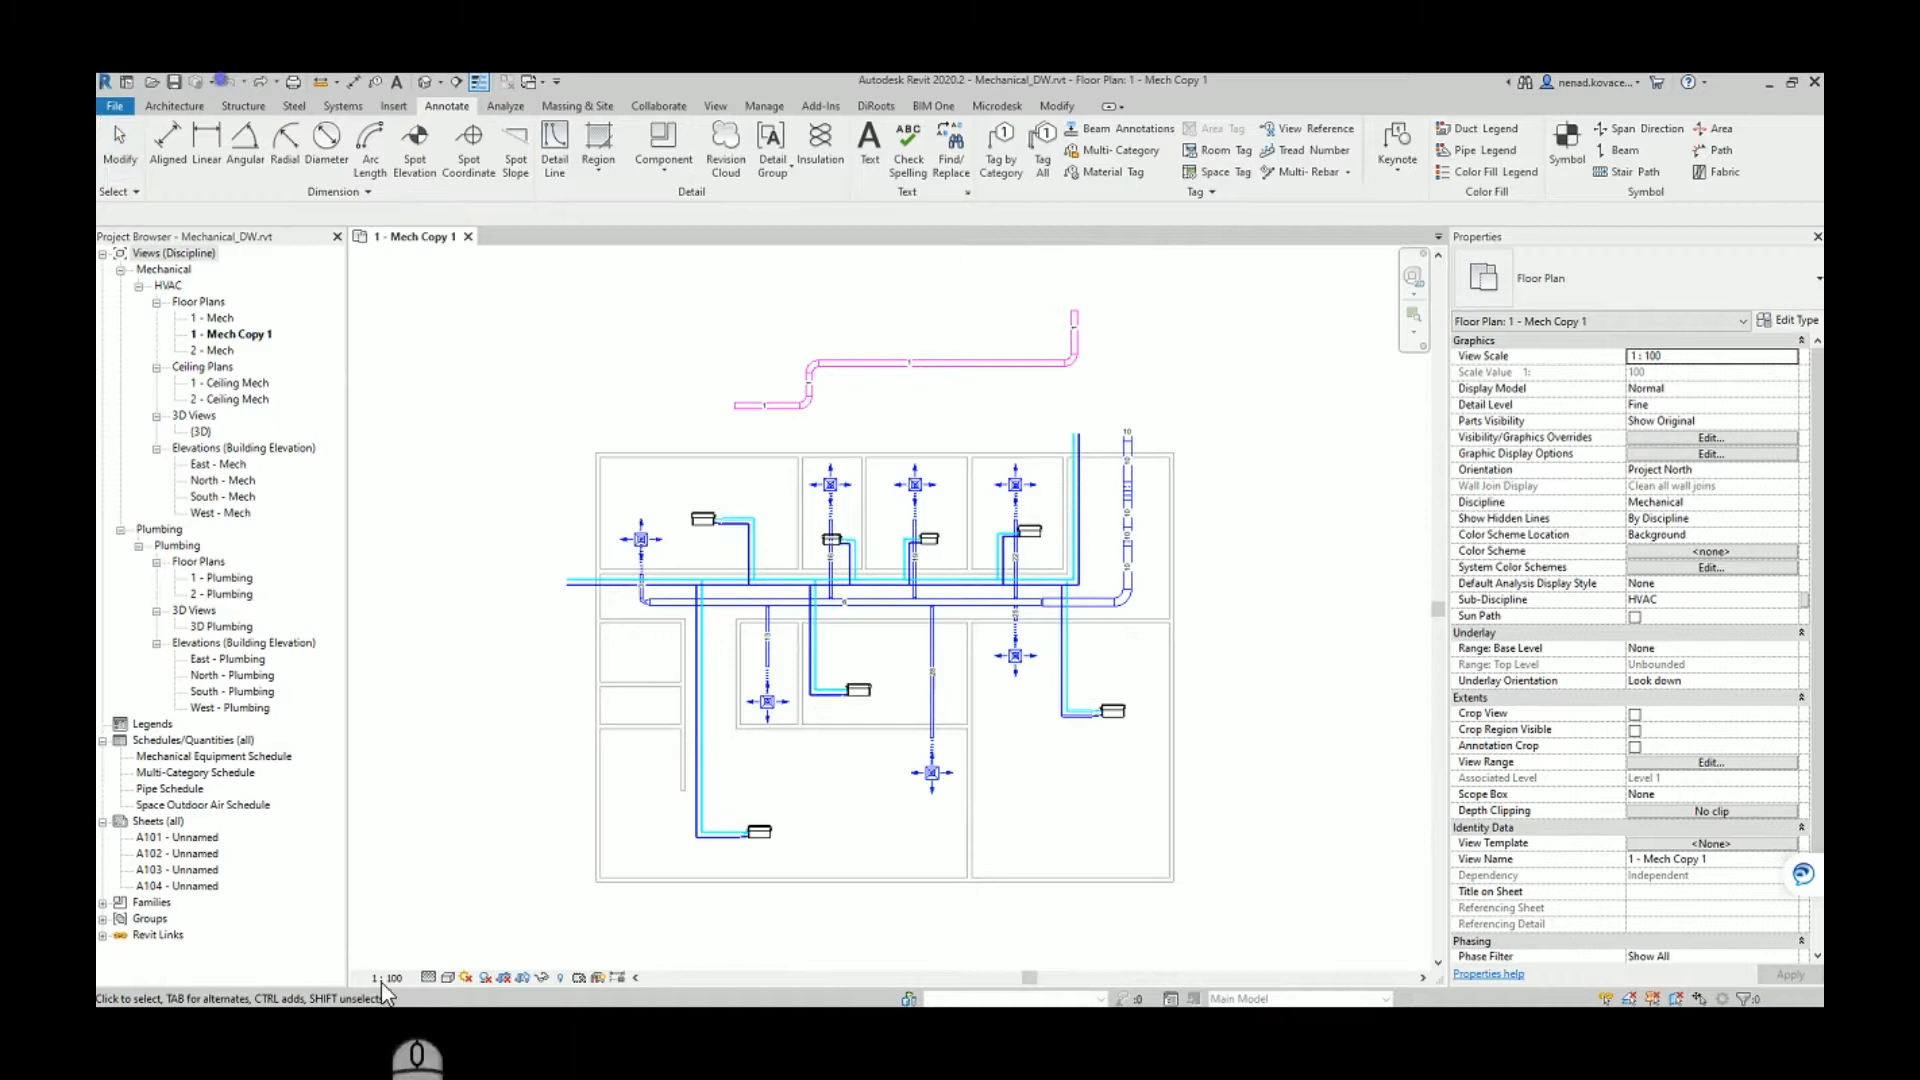 Autodesk Revit 2020.2 - Mechanical_DW.rvt - Floor Plan: 1 - Mech Copy 1
nenad.kovace...
File Architecture Structure Steel Systems Insert Annotate Analyze Massing & Site Collaborate View Manage Add-Ins DiRoots BIM One Microdesk Modify
Modify
Aligned
Linear
Angular
Radial
Diameter
Arc
Length
Spot
Elevation
Spot
Coordinate
Spot
Slope
Detail
Line
Region
Component
Revision
Cloud
Detail
Group
Insulation
Text
ABC
Check
Spelling
Find/
Replace
Tag by
Category
Tag
All
Beam Annotations
Multi- Category
Material Tag
Area Tag
Room Tag
Space Tag
View Reference
Tread Number
Multi- Rebar
Keynote
Duct Legend
Pipe Legend
Color Fill Legend
Symbol
Span Direction
Beam
Stair Path
Area
Path
Fabric
Select
Dimension
Detail
Text
Tag
Color Fill
Symbol
Project Browser - Mechanical_DW.rvt
Views (Discipline)
Mechanical
HVAC
Floor Plans
1 - Mech
1 - Mech Copy 1
2 - Mech
Ceiling Plans
1 - Ceiling Mech
2 - Ceiling Mech
3D Views
{3D}
Elevations (Building Elevation)
East - Mech
North - Mech
South - Mech
West - Mech
Plumbing
Plumbing
Floor Plans
1 - Plumbing
2 - Plumbing
3D Views
3D Plumbing
Elevations (Building Elevation)
East - Plumbing
North - Plumbing
South - Plumbing
West - Plumbing
Legends
Schedules/Quantities (all)
Mechanical Equipment Schedule
Multi-Category Schedule
Pipe Schedule
Space Outdoor Air Schedule
Sheets (all)
A101 - Unnamed
A102 - Unnamed
A103 - Unnamed
A104 - Unnamed
Families
Groups
Revit Links
1 - Mech Copy 1
10
1 : 100
Properties
Floor Plan
Floor Plan: 1 - Mech Copy 1
Edit Type
Graphics
View Scale 1 : 100
Scale Value 1: 100
Display Model Normal
Detail Level Fine
Parts Visibility Show Original
Visibility/Graphics Overrides Edit...
Graphic Display Options Edit...
Orientation Project North
Wall Join Display Clean all wall joins
Discipline Mechanical
Show Hidden Lines By Discipline
Color Scheme Location Background
Color Scheme <none>
System Color Schemes Edit...
Default Analysis Display Style None
Sub-Discipline HVAC
Sun Path
Underlay
Range: Base Level None
Range: Top Level Unbounded
Underlay Orientation Look down
Extents
Crop View
Crop Region Visible
Annotation Crop
View Range Edit...
Associated Level Level 1
Scope Box None
Depth Clipping No clip
Identity Data
View Template <None>
View Name 1 - Mech Copy 1
Dependency Independent
Title on Sheet
Referencing Sheet
Referencing Detail
Phasing
Phase Filter Show All
Properties help
Apply
Click to select, TAB for alternates, CTRL adds, SHIFT unselects
:0
Main Model
:0